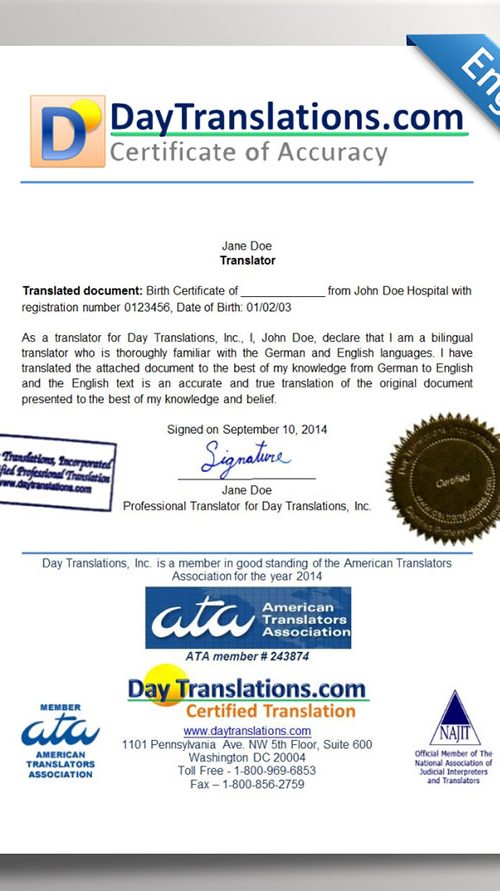 Eng
D DayTranslations.com
Certificate of Accuracy
Jane Doe
Translator
Translated document: Birth Certificate of ______________ from John Doe Hospital with
registration number 0123456, Date of Birth: 01/02/03
As a translator for Day Translations, Inc., I, John Doe, declare that I am a bilingual
translator who is thoroughly familiar with the German and English languages. I have
translated the attached document to the best of my knowledge from German to English
and the English text is an accurate and true translation of the original document
presented to the best of my knowledge and belief.
Signed on September 10, 2014
Signature
Jane Doe
Professional Translator for Day Translations, Inc.
Translations, Incorporated
fied Professional Translation
www.daytranslations.com
Certified
Day Translations, Inc. is a member in good standing of the American Translators
Association for the year 2014
ata American
Translators
Association
ATA member # 243874
Day Translations.com
Certified Translation
www.daytranslations.com
1101 Pennsylvania Ave. NW 5th Floor, Suite 600
Washington DC 20004
Toll Free - 1-800-969-6853
Fax – 1-800-856-2759
MEMBER
ata
AMERICAN
TRANSLATORS
ASSOCIATION
NAJIT
Official Member of The
National Association of
Judicial Interpreters
and Translators